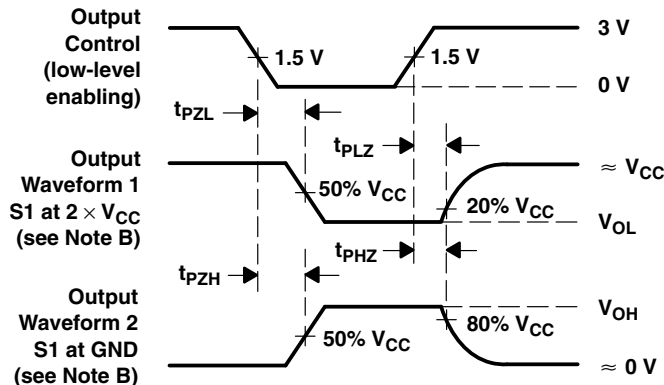 Output
Control
(low-level
enabling)
3 V
1.5 V
1.5 V
0 V
tPZL
tPLZ
Output
Waveform 1
S1 at 2 × VCC
(see Note B)
≈ VCC
50% VCC
20% VCC
VOL
tPZH
tPHZ
Output
Waveform 2
S1 at GND
(see Note B)
VOH
50% VCC
80% VCC
≈ 0 V